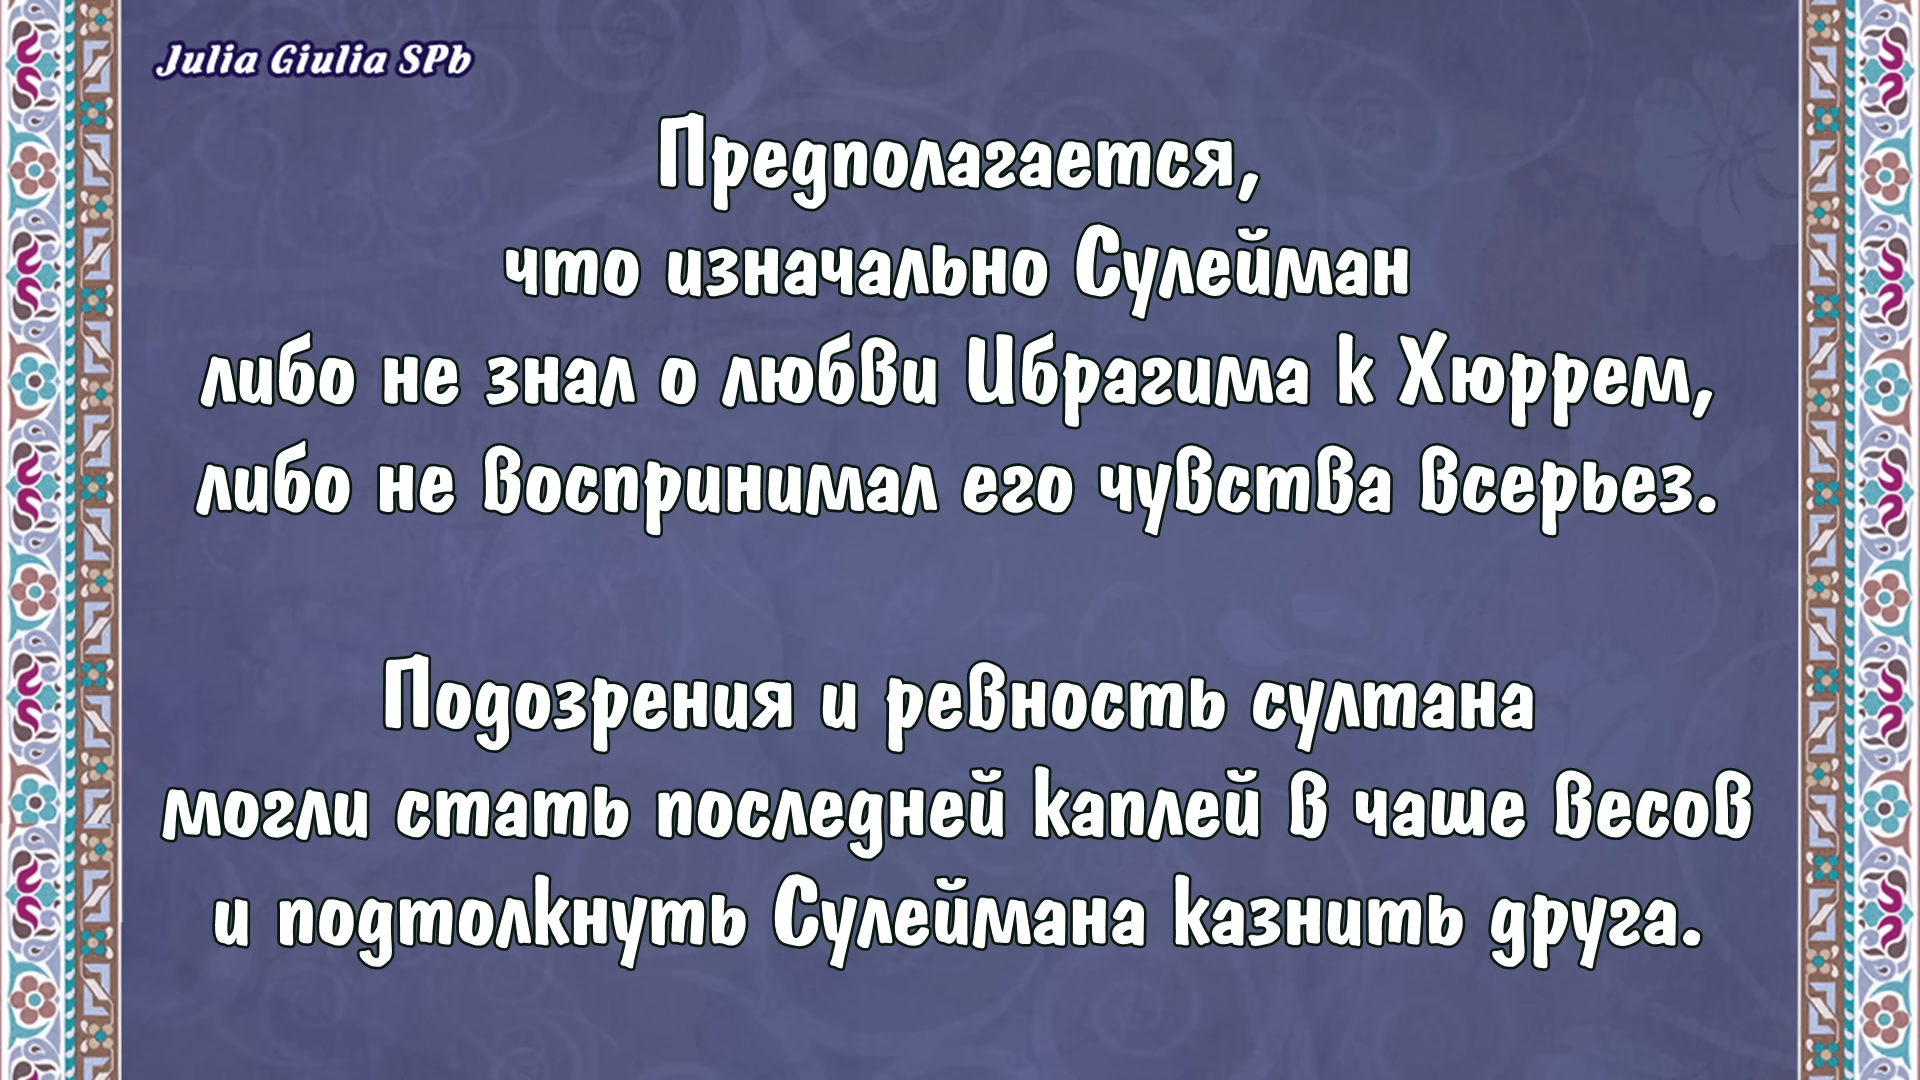 Julia Giulia SPb
Предполагается,
что изначально Сулейман
либо не знал о любви Ибрагима к Хюррем,
либо не воспринимал его чувства всерьез.
Подозрения и ревность султана
могли стать последней каплей в чаше весов
и подтолкнуть Сулеймана казнить друга.